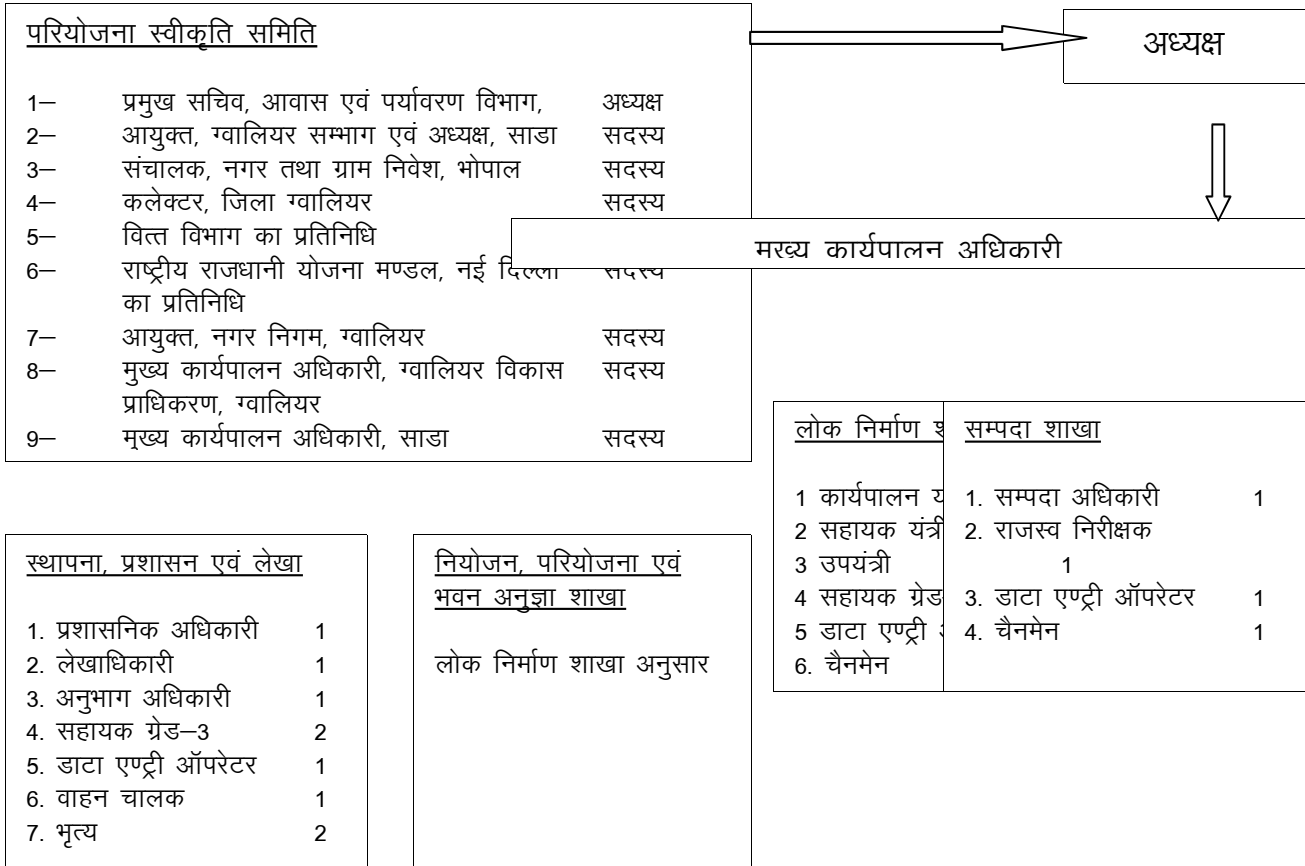 परियोजना स्वीकृति समिति
1– प्रमुख सचिव, आवास एवं पर्यावरण विभाग, अध्यक्ष
2– आयुक्त, ग्वालियर सम्भाग एवं अध्यक्ष, साडा सदस्य
3– संचालक, नगर तथा ग्राम निवेश, भोपाल सदस्य
4– कलेक्टर, जिला ग्वालियर सदस्य
5– वित्त विभाग का प्रतिनिधि
6– राष्ट्रीय राजधानी योजना मण्डल, नई दिल्ली सदस्य
का प्रतिनिधि
7– आयुक्त, नगर निगम, ग्वालियर सदस्य
8– मुख्य कार्यपालन अधिकारी, ग्वालियर विकास सदस्य
प्राधिकरण, ग्वालियर
9– मुख्य कार्यपालन अधिकारी, साडा सदस्य
अध्यक्ष
मुख्य कार्यपालन अधिकारी
स्थापना, प्रशासन एवं लेखा
1. प्रशासनिक अधिकारी 1
2. लेखाधिकारी 1
3. अनुभाग अधिकारी 1
4. सहायक ग्रेड–3 2
5. डाटा एण्ट्री ऑपरेटर 1
6. वाहन चालक 1
7. भृत्य 2
नियोजन, परियोजना एवं
भवन अनुज्ञा शाखा
लोक निर्माण शाखा अनुसार
लोक निर्माण
1 कार्यपालन
2 सहायक यंत्री
3 उपयंत्री
4 सहायक ग्रेड
5 डाटा एण्ट्री
6. चैनमेन
सम्पदा शाखा
1. सम्पदा अधिकारी 1
2. राजस्व निरीक्षक
1
3. डाटा एण्ट्री ऑपरेटर 1
4. चैनमेन 1